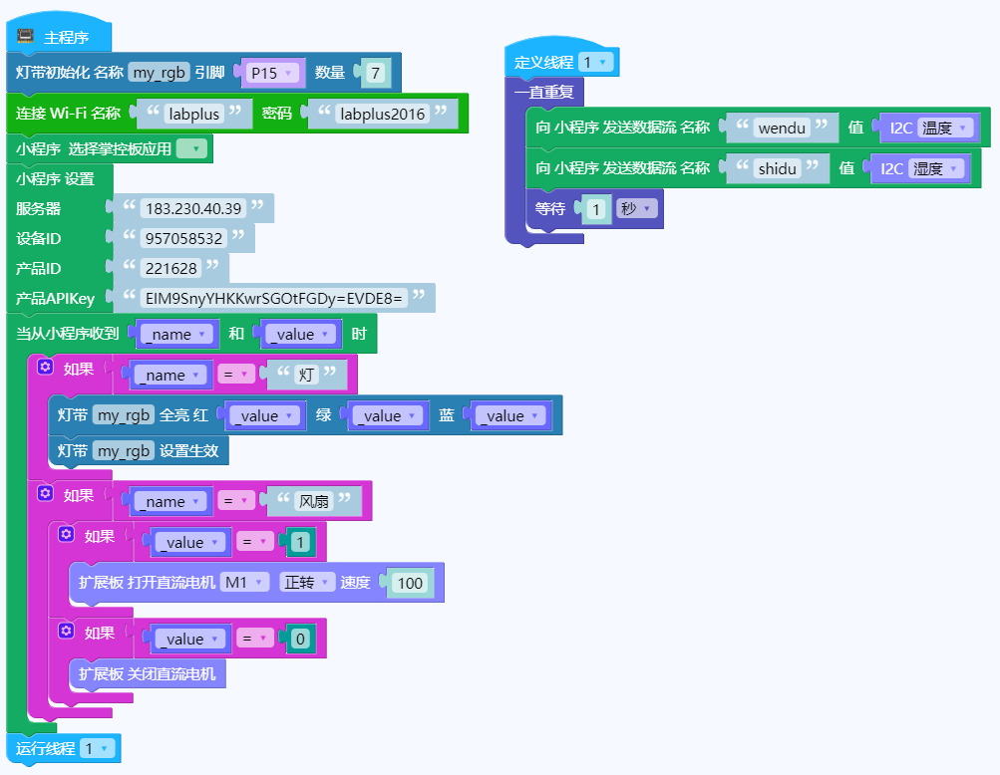 主程序
灯带初始化 名称 my_rgb 引脚 P15 数量 7
连接 Wi-Fi 名称 “ labplus ” 密码 “ labplus2016 ”
小程序 选择掌控板应用
小程序 设置
服务器 “ 183.230.40.39 ”
设备ID “ 957058532 ”
产品ID “ 221628 ”
产品APIKey “ EIM9SnyYHKKwrSGOtFGDy=EVDE8= ”
当从小程序收到 _name 和 _value 时
如果 _name = “ 灯 ”
灯带 my_rgb 全亮 红 _value 绿 _value 蓝 _value
灯带 my_rgb 设置生效
如果 _name = “ 风扇 ”
如果 _value = 1
扩展板 打开直流电机 M1 正转 速度 100
如果 _value = 0
扩展板 关闭直流电机
运行线程 1
定义线程 1
一直重复
向 小程序 发送数据流 名称 “ wendu ” 值 I2C 温度
向 小程序 发送数据流 名称 “ shidu ” 值 I2C 湿度
等待 1 秒